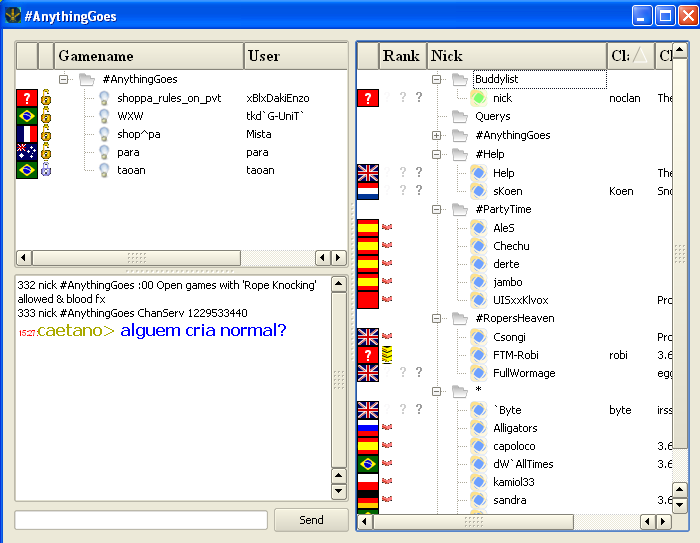 #AnythingGoes
Gamename User
#AnythingGoes
? shoppa_rules_on_pvt xBlxDakiEnzo
WXW tkd`G-UniT`
shop^pa Mista
para para
taoan taoan
332 nick #AnythingGoes :00 Open games with 'Rope Knocking'
allowed & blood fx
333 nick #AnythingGoes ChanServ 1229533440
15:27 caetano> alguem cria normal?
Send
Rank Nick Cl
Buddylist
? ? ? nick noclan The
Querys
#AnythingGoes
#Help
? ? Help The
? ? sKoen Koen Sno
#PartyTime
AleS
Chechu
derte
jambo
UISxxKlvox Pro
#RopersHeaven
Csongi Pro
? FTM-Robi robi 3.6
? ? FullWormage egg
*
? ? `Byte byte irss
Alligators
capoloco 3.6
dW`AllTimes 3.6
kamiol33
sandra 3.6